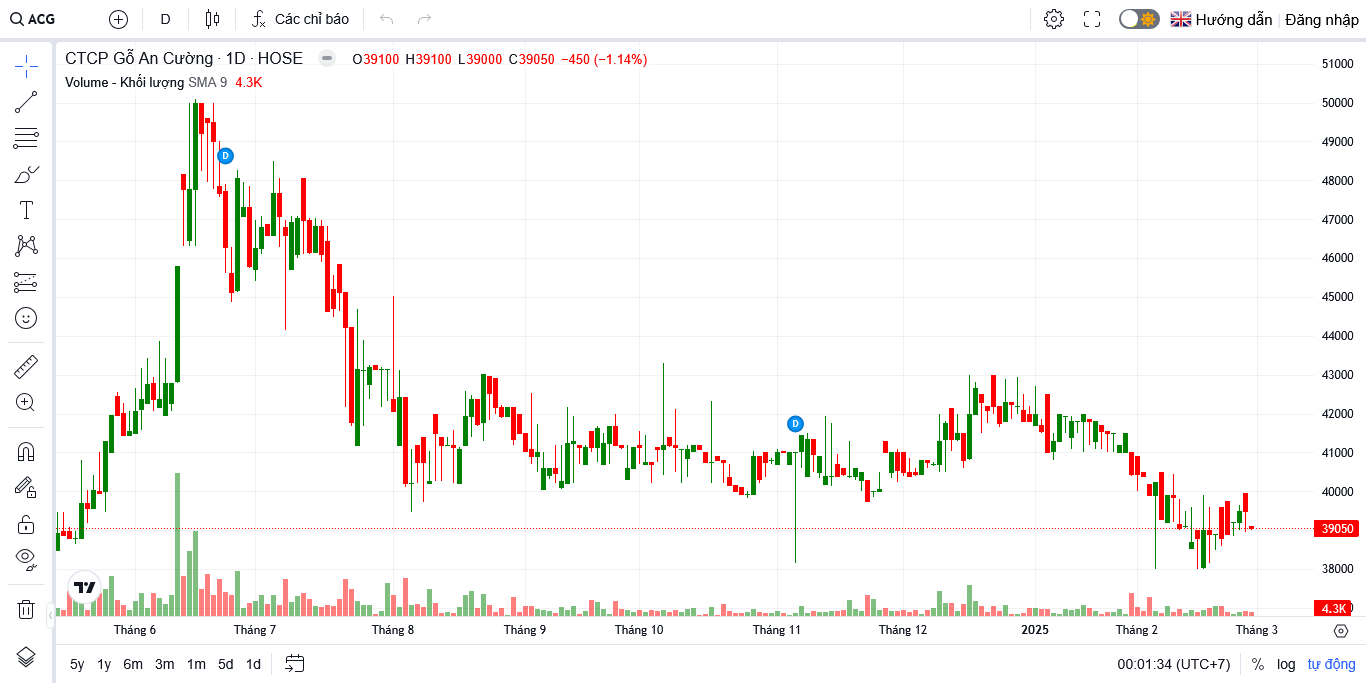 ACG D Các chỉ báo Hướng dẫn Đăng nhập
CTCP Gỗ An Cường · 1D · HOSE O39100 H39100 L39000 C39050 −450 (−1.14%)
Volume - Khối lượng SMA 9 4.3K
51000
50000
49000
D
48000
47000
46000
45000
44000
43000
42000
D
41000
40000
39050
38000
4.3K
Tháng 6 Tháng 7 Tháng 8 Tháng 9 Tháng 10 Tháng 11 Tháng 12 2025 Tháng 2 Tháng 3
5y 1y 6m 3m 1m 5d 1d 00:01:34 (UTC+7) % log tự động